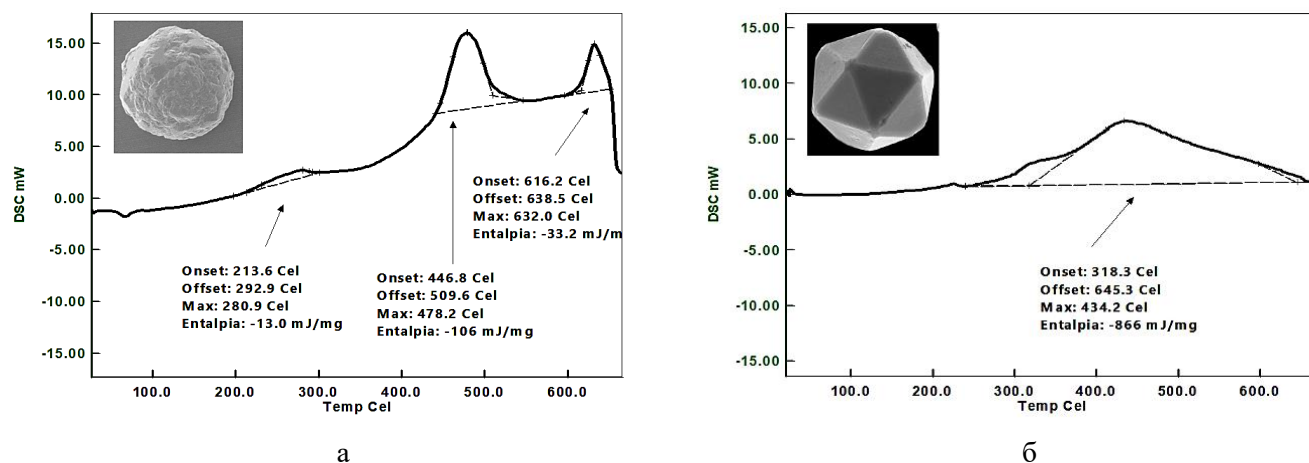 15.00
10.00
5.00
0.00
-5.00
-10.00
-15.00
DSC mW
Onset: 213.6 Cel
Offset: 292.9 Cel
Max: 280.9 Cel
Entalpia: -13.0 mJ/mg
Onset: 446.8 Cel
Offset: 509.6 Cel
Max: 478.2 Cel
Entalpia: -106 mJ/mg
Onset: 616.2 Cel
Offset: 638.5 Cel
Max: 632.0 Cel
Entalpia: -33.2 mJ/m
100.0 200.0 300.0 400.0 500.0 600.0
Temp Cel
а
15.00
10.00
5.00
0.00
-5.00
-10.00
-15.00
DSC mW
Onset: 318.3 Cel
Offset: 645.3 Cel
Max: 434.2 Cel
Entalpia: -866 mJ/mg
100.0 200.0 300.0 400.0 500.0 600.0
Temp Cel
б